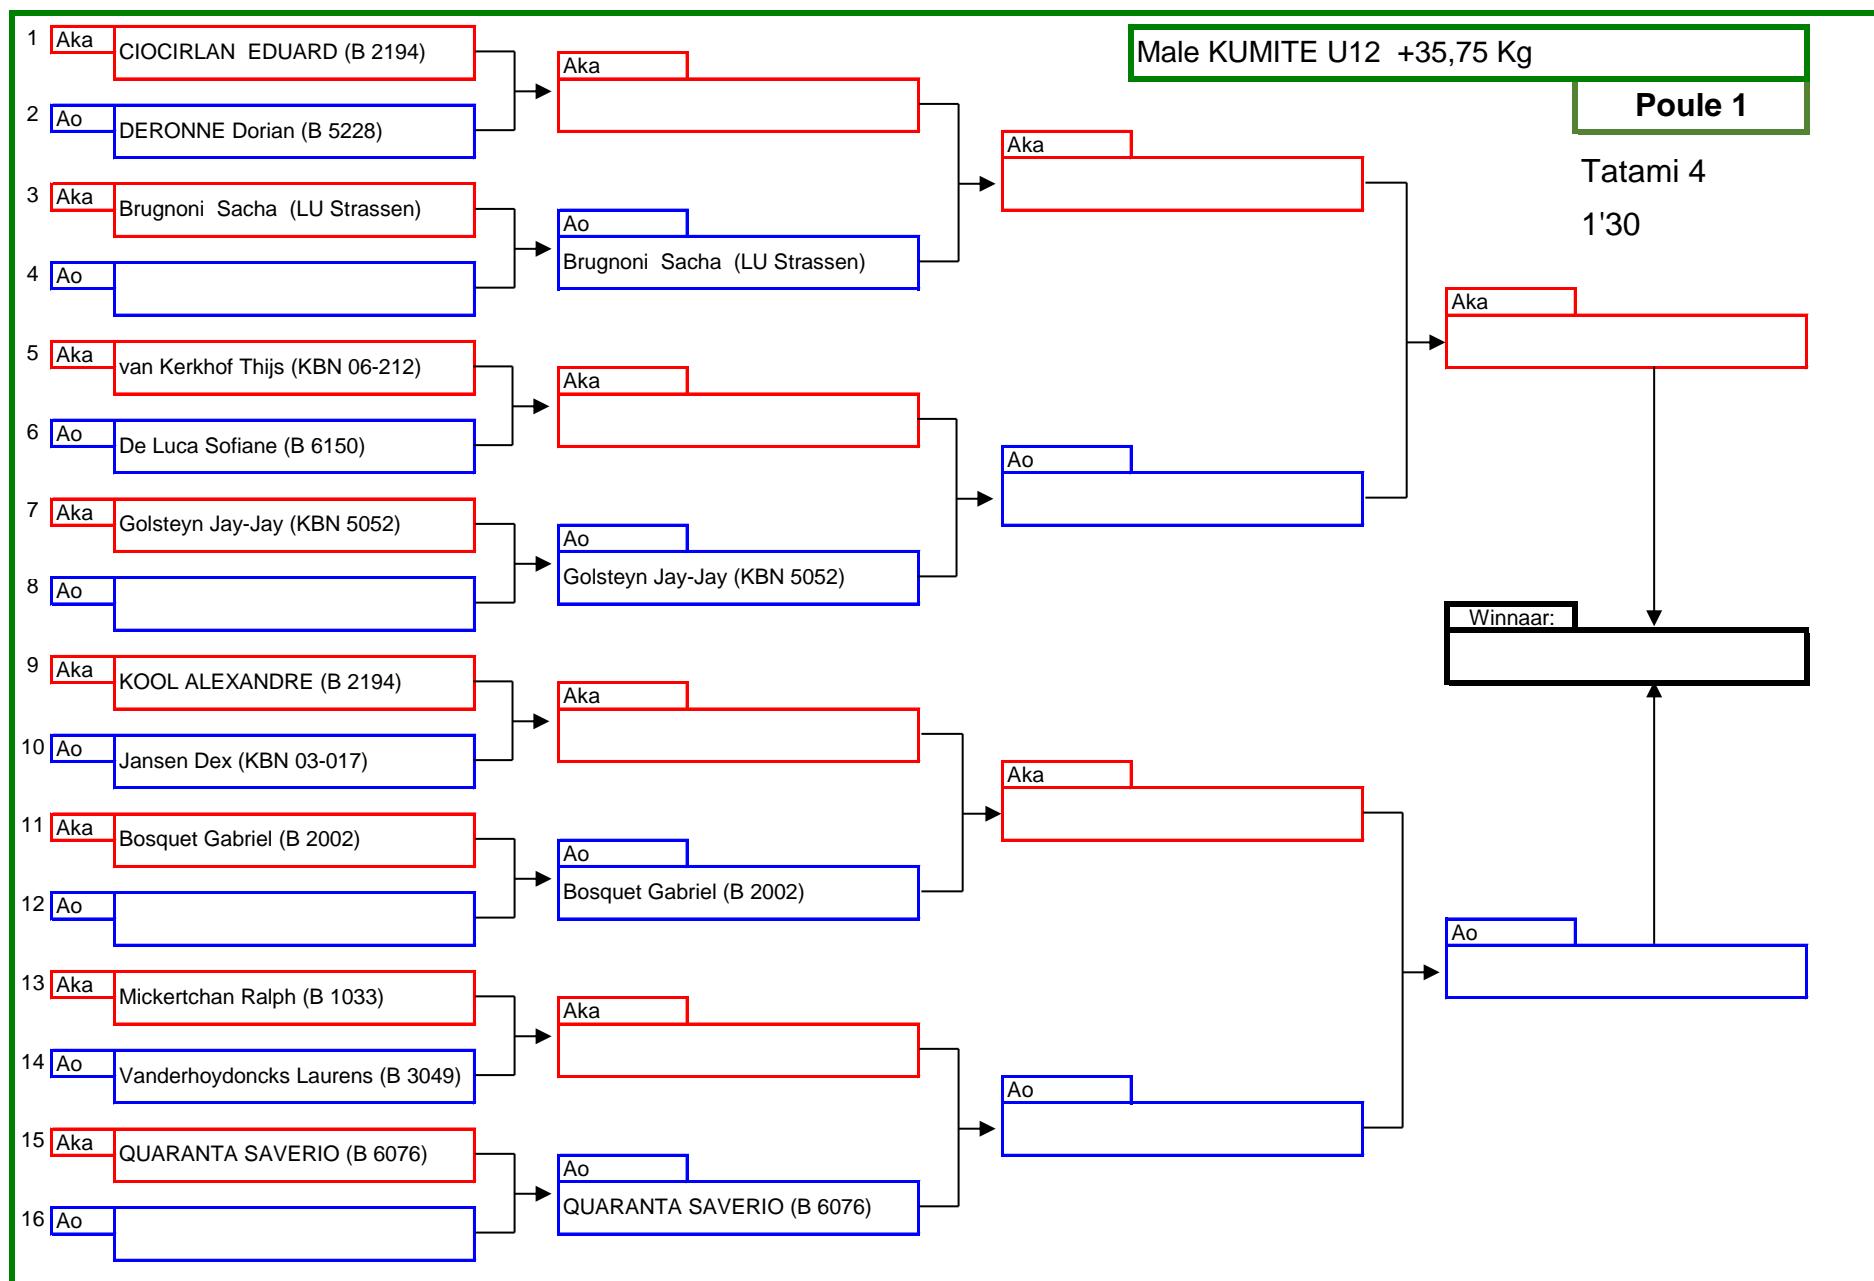 Male KUMITE U12  +35,75 Kg
Poule 1
Tatami 4
1'30
1 Aka CIOCIRLAN  EDUARD (B 2194)
2 Ao DERONNE Dorian (B 5228)
3 Aka Brugnoni  Sacha  (LU Strassen)
4 Ao
5 Aka van Kerkhof Thijs (KBN 06-212)
6 Ao De Luca Sofiane (B 6150)
7 Aka Golsteyn Jay-Jay (KBN 5052)
8 Ao
9 Aka KOOL ALEXANDRE (B 2194)
10 Ao Jansen Dex (KBN 03-017)
11 Aka Bosquet Gabriel (B 2002)
12 Ao
13 Aka Mickertchan Ralph (B 1033)
14 Ao Vanderhoydoncks Laurens (B 3049)
15 Aka QUARANTA SAVERIO (B 6076)
16 Ao
Aka
Ao
Brugnoni  Sacha  (LU Strassen)
Aka
Ao
Golsteyn Jay-Jay (KBN 5052)
Aka
Ao
Bosquet Gabriel (B 2002)
Aka
Ao
QUARANTA SAVERIO (B 6076)
Aka
Ao
Aka
Ao
Aka
Winnaar:
Ao